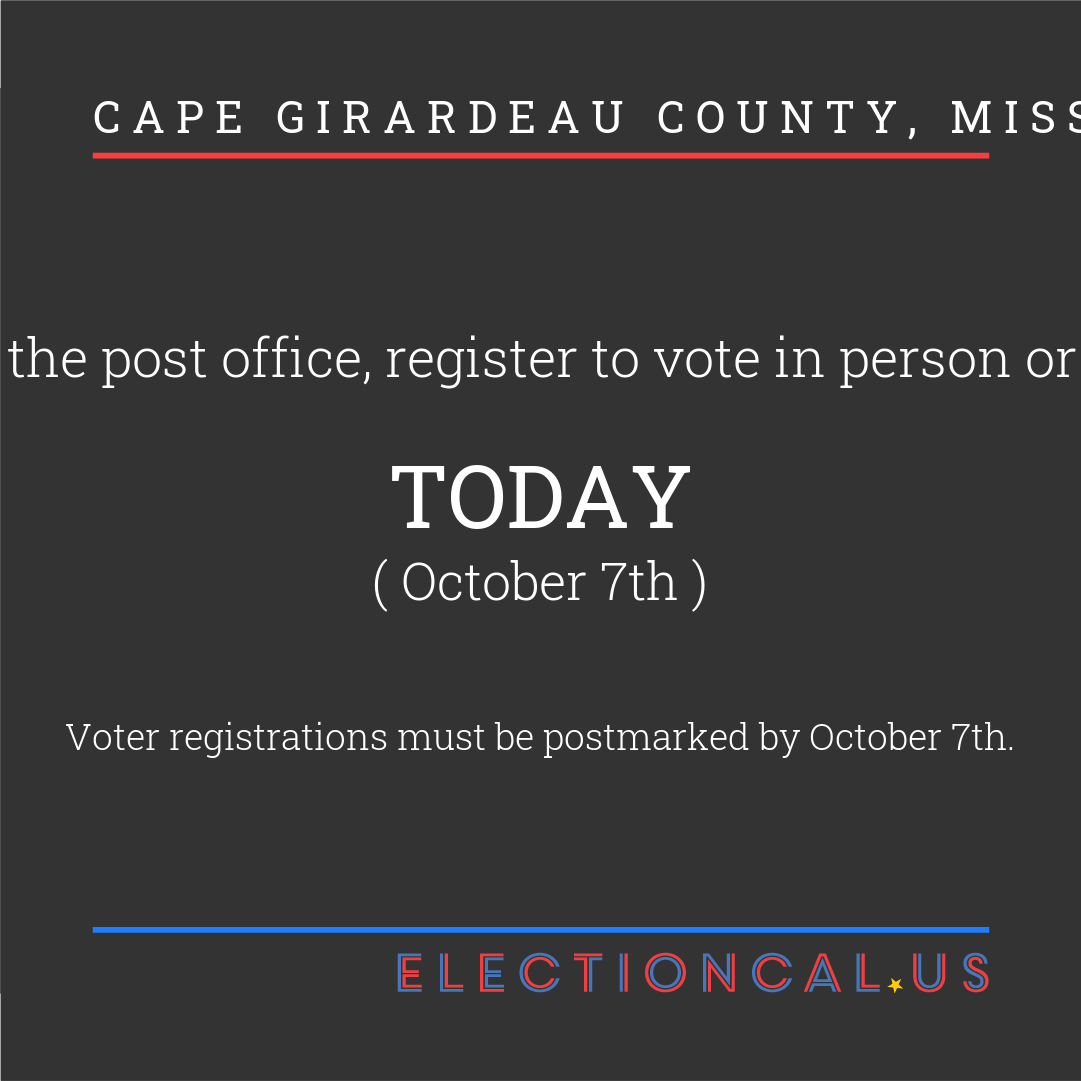 CAPE GIRARDEAU COUNTY, MISS
the post office, register to vote in person or
TODAY
( October 7th )
Voter registrations must be postmarked by October 7th.
ELECTIONCAL.US